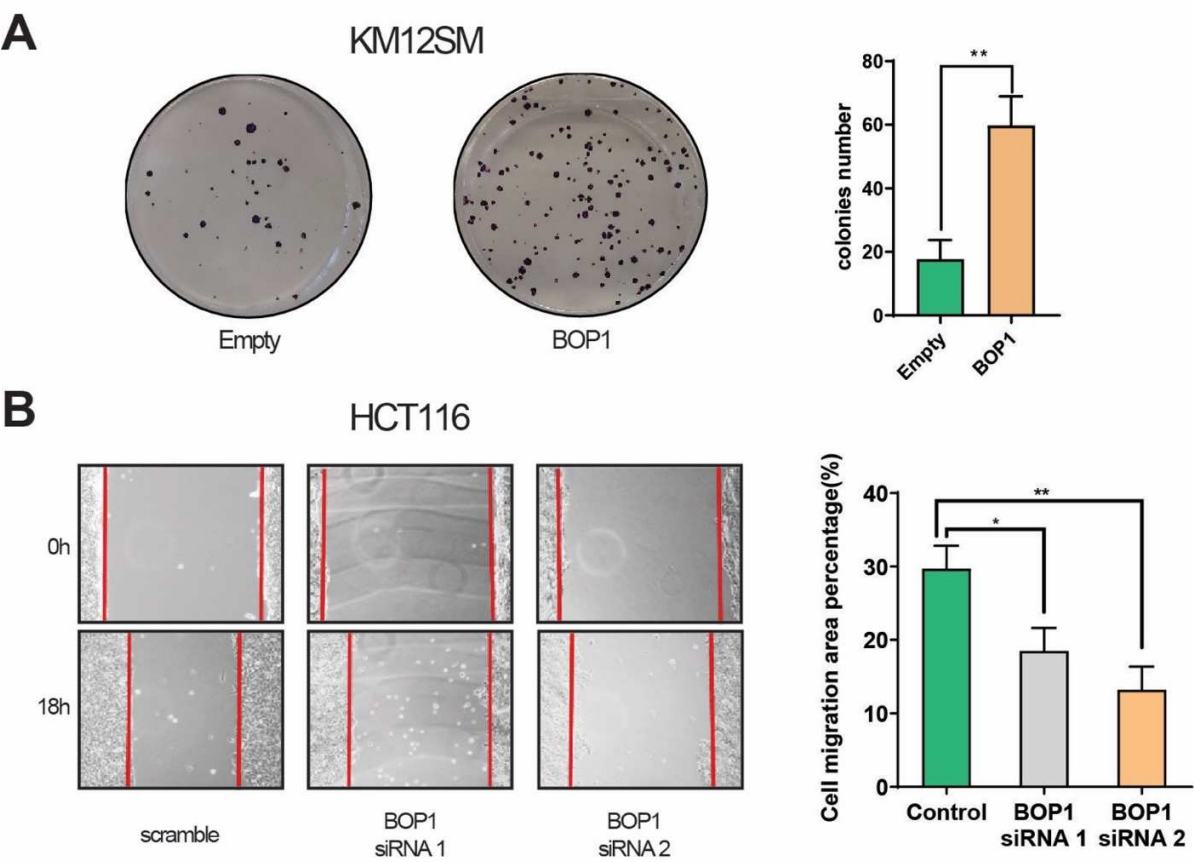 A
KM12SM
Empty
BOP1
colonies number
80
60
40
20
0
**
Empty
BOP1
B
HCT116
0h
18h
scramble
BOP1
siRNA 1
BOP1
siRNA 2
Cell migration area percentage(%)
40
30
20
10
0
**
*
Control
BOP1
siRNA 1
BOP1
siRNA 2